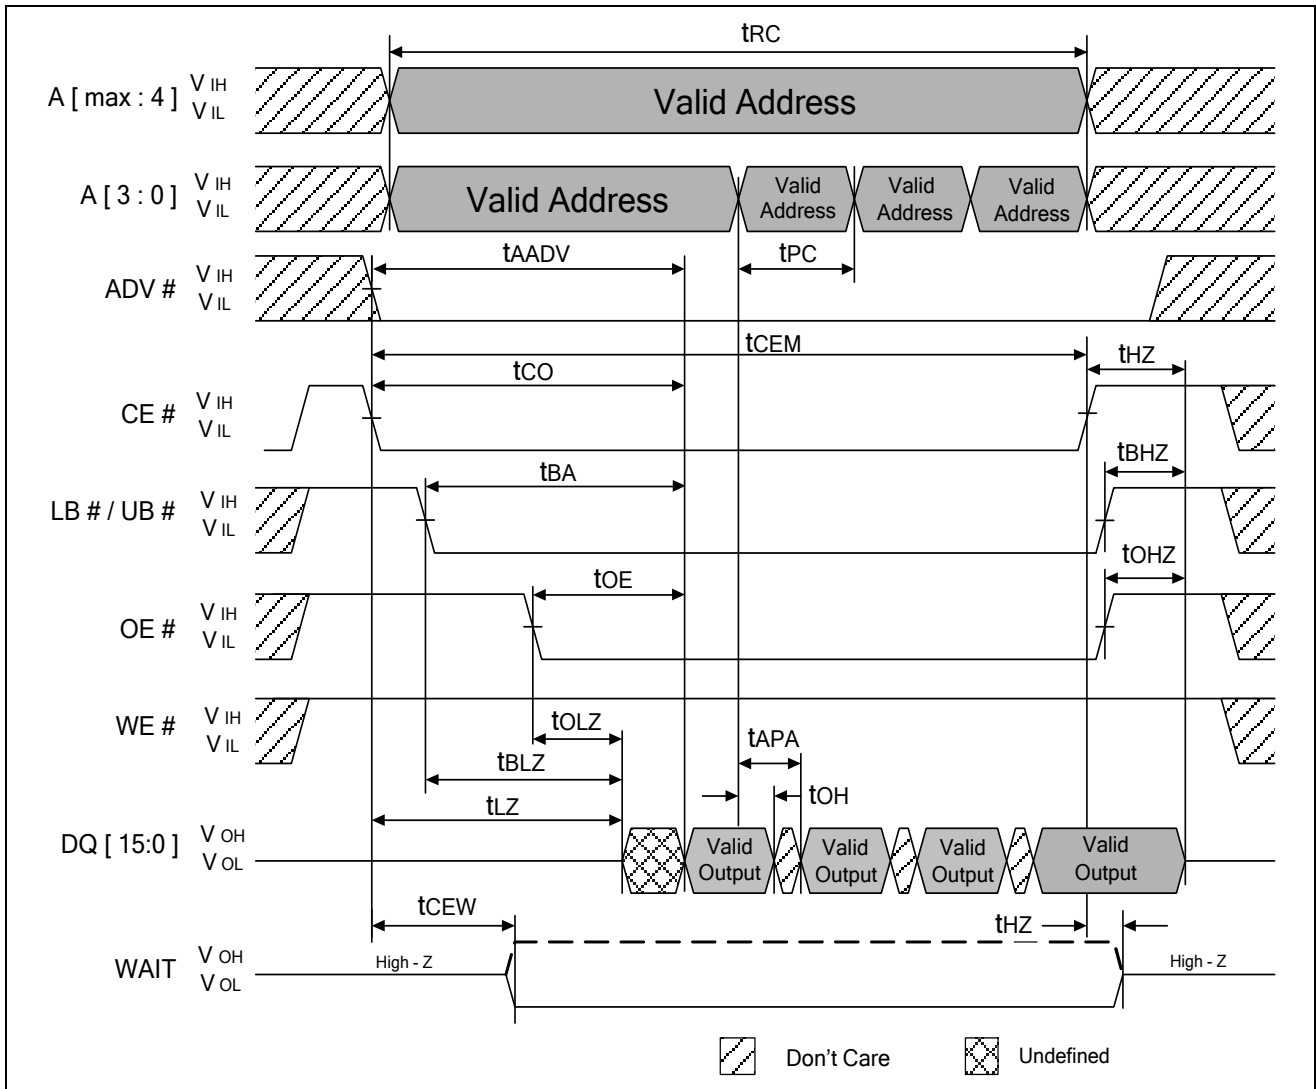 tRC
A [ max : 4 ] V IH
V IL
Valid Address
A [ 3 : 0 ] V IH
V IL
Valid Address
Valid Address
Valid Address
Valid Address
tAADV
tPC
ADV # V IH
V IL
tCEM
tHZ
tCO
CE # V IH
V IL
tBHZ
tBA
LB # / UB # V IH
V IL
tOHZ
tOE
OE # V IH
V IL
WE # V IH
V IL
tOLZ
tAPA
tBLZ
tOH
tLZ
DQ [ 15:0 ] V OH
V OL
Valid Output
Valid Output
Valid Output
Valid Output
tCEW
tHZ
WAIT V OH
V OL
High - Z
High - Z
Don't Care
Undefined